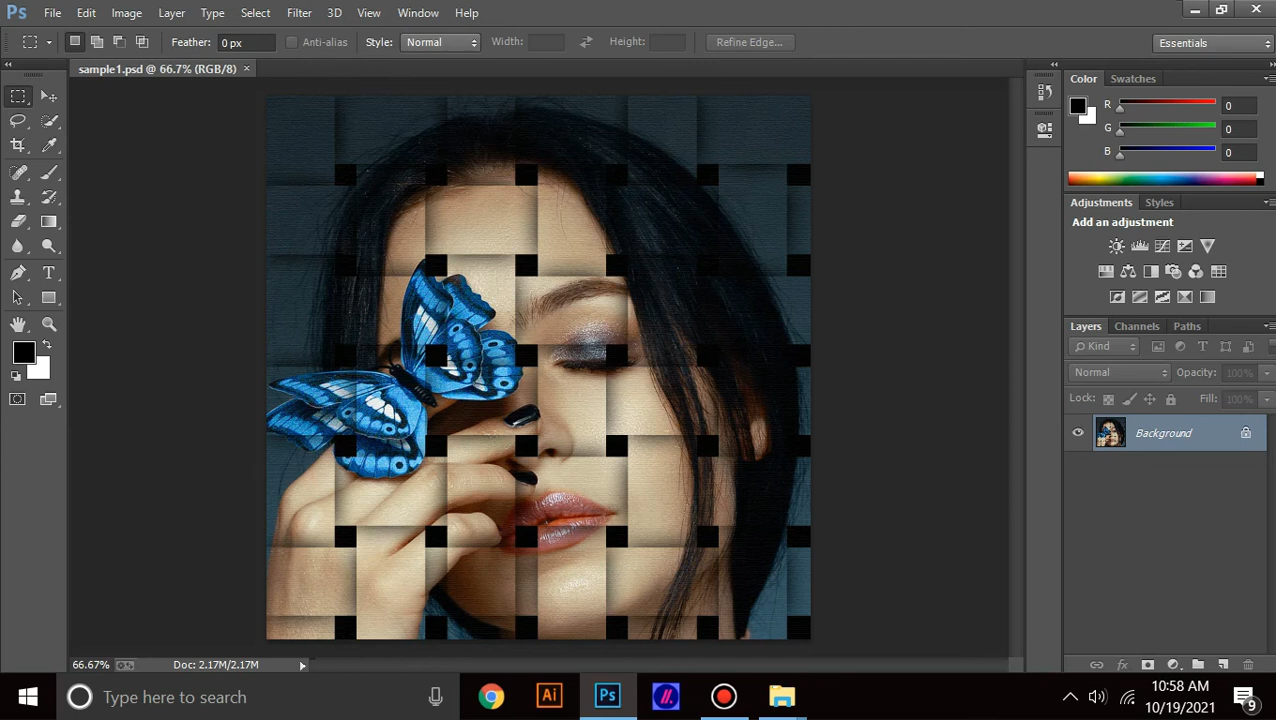 Ps File Edit Image Layer Type Select Filter 3D View Window Help
Feather: 0 px Anti-alias Style: Normal Width: Height: Refine Edge... Essentials
sample1.psd @ 66.7% (RGB/8) ×
Color Swatches
R 0
G 0
B 0
Adjustments Styles
Add an adjustment
Layers Channels Paths
Kind
Normal Opacity: 100%
Lock: Fill: 100%
Background
66.67% Doc: 2.17M/2.17M
Type here to search
Ai Ps
10:58 AM
10/19/2021
9